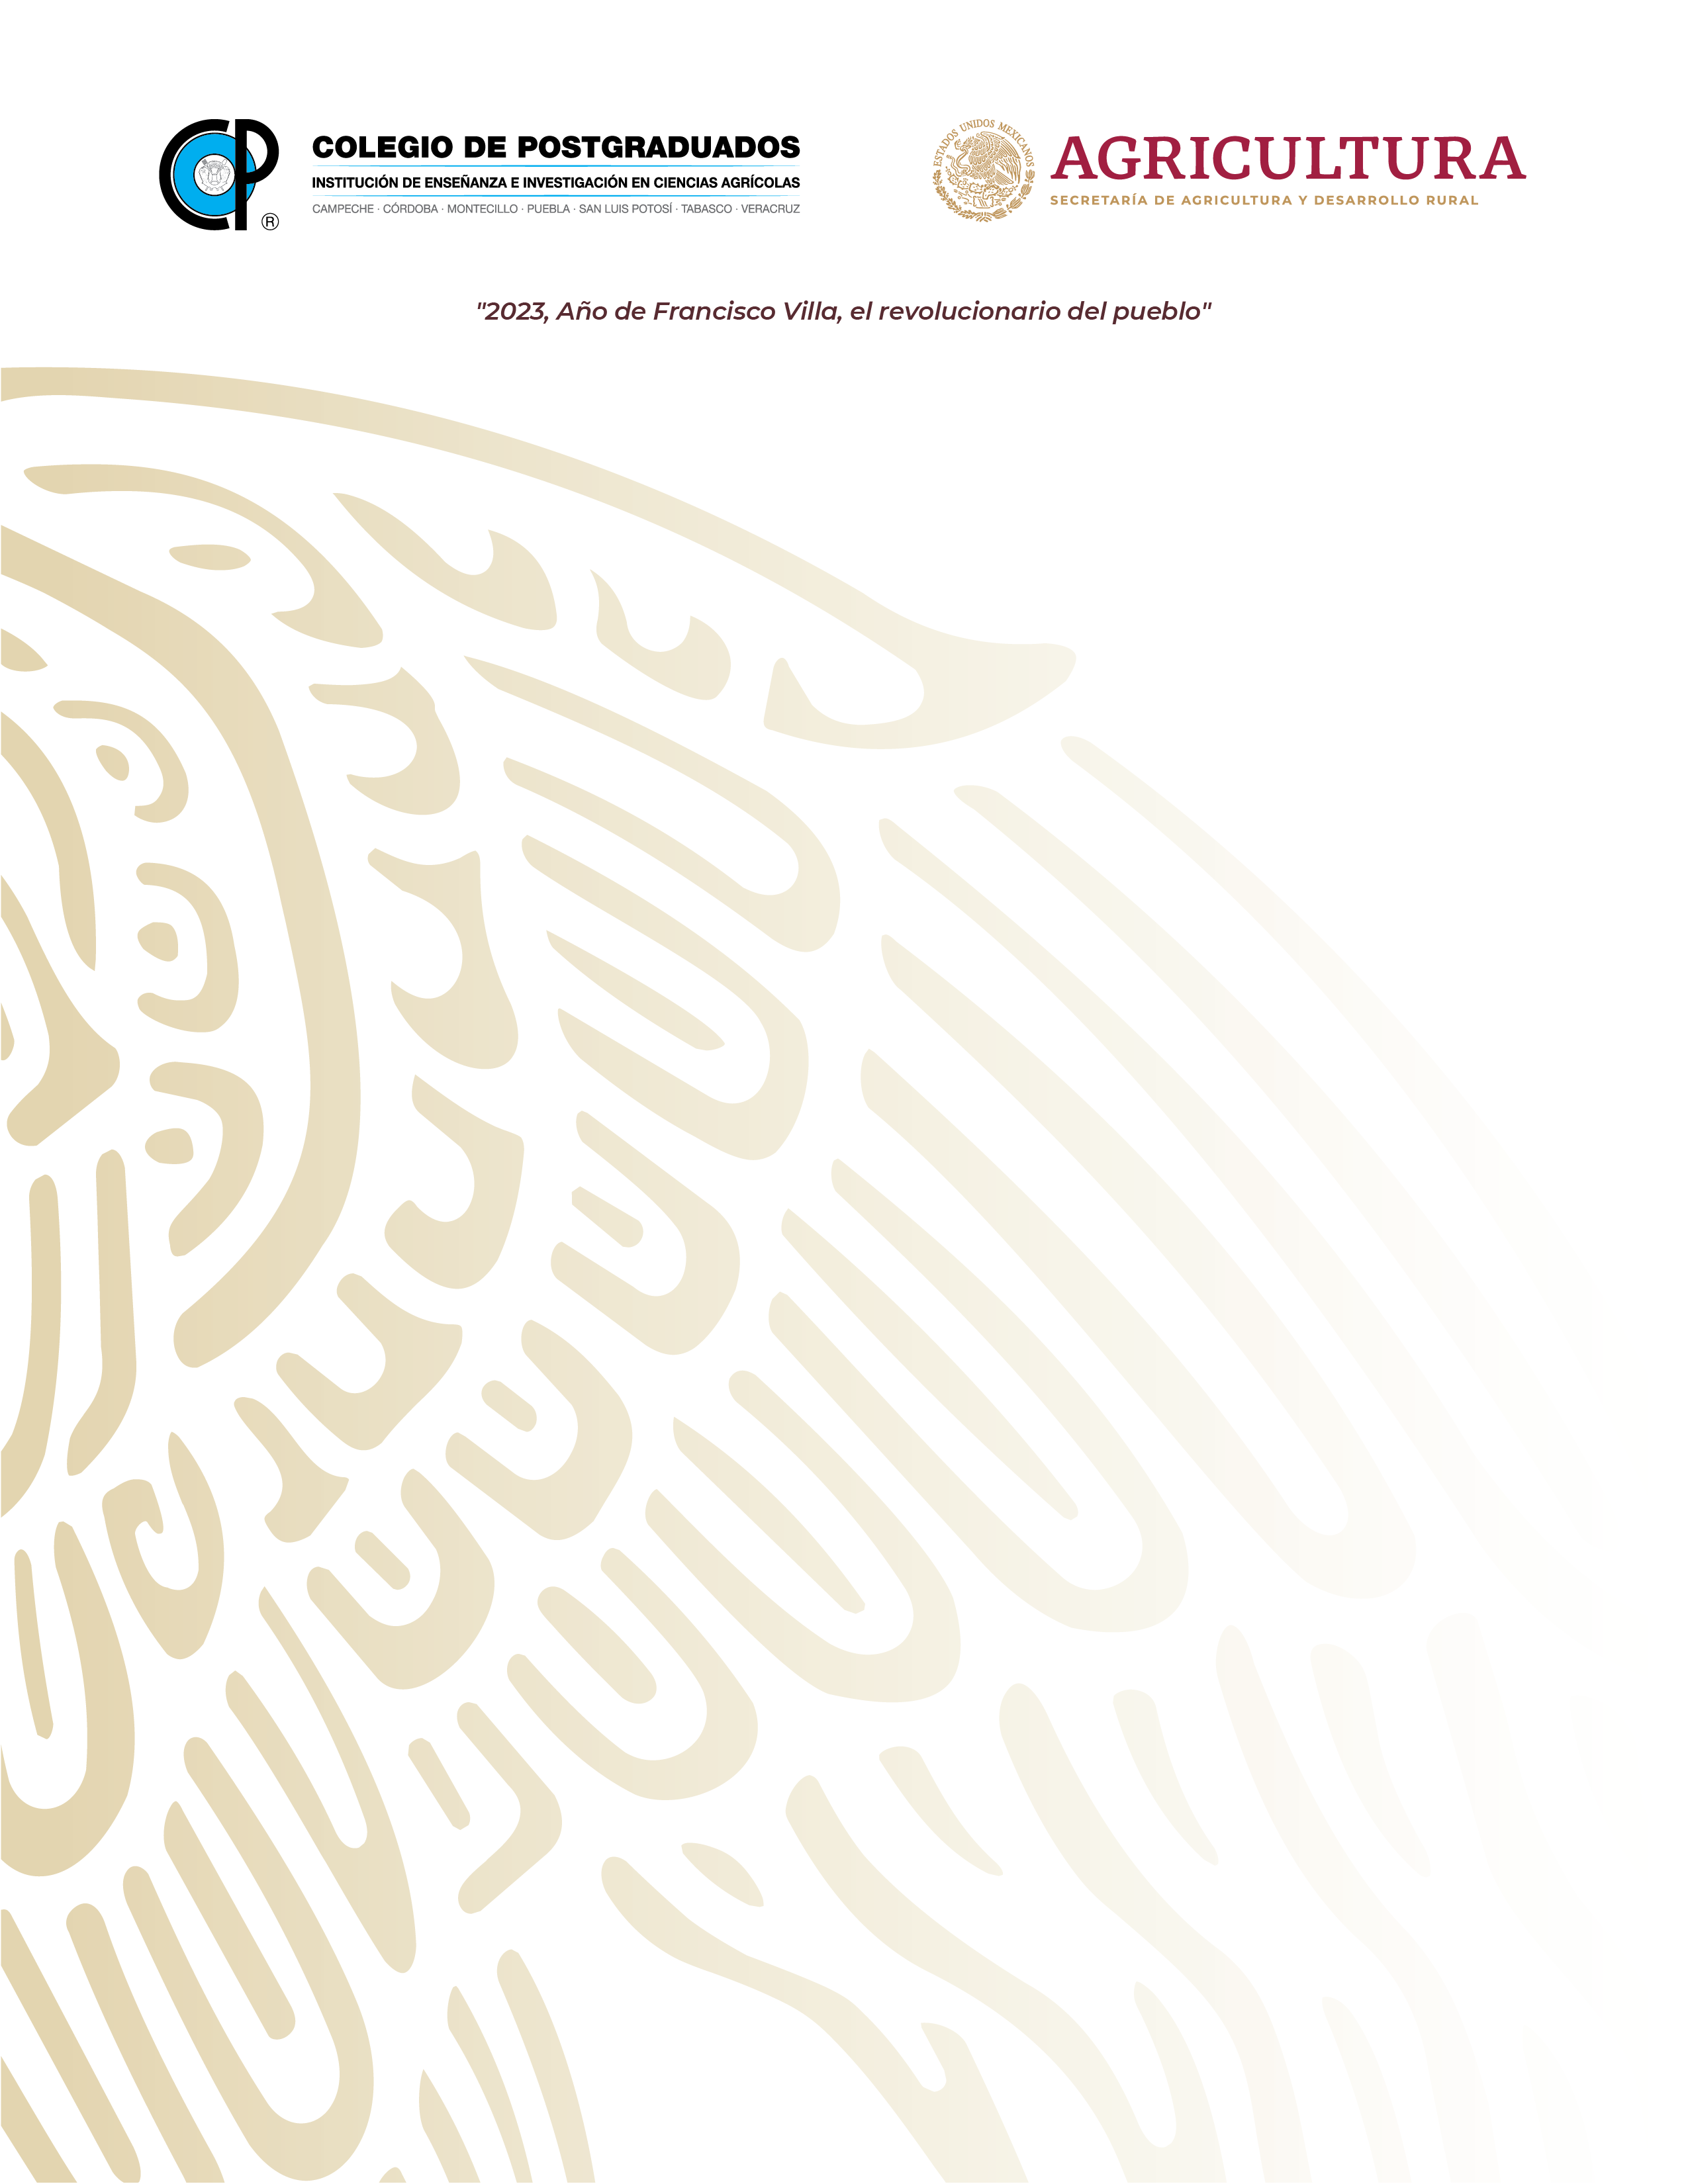 CP ®
COLEGIO DE POSTGRADUADOS
INSTITUCIÓN DE ENSEÑANZA E INVESTIGACIÓN EN CIENCIAS AGRÍCOLAS
CAMPECHE · CÓRDOBA · MONTECILLO · PUEBLA · SAN LUIS POTOSÍ · TABASCO · VERACRUZ
ESTADOS UNIDOS MEXICANOS
AGRICULTURA
SECRETARÍA DE AGRICULTURA Y DESARROLLO RURAL
"2023, Año de Francisco Villa, el revolucionario del pueblo"